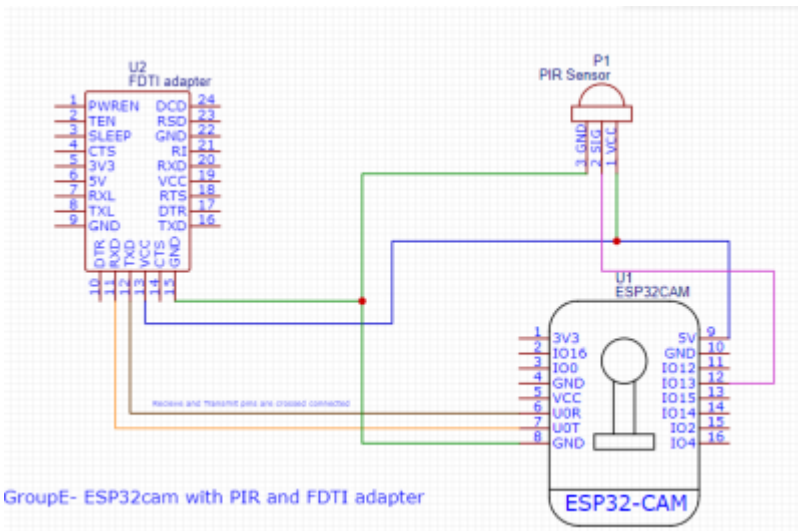 U2
FDTI adapter
1 PWREN DCD 24
2 TEN RSD 23
3 SLEEP GND 22
4 CTS RI 21
5 3V3 RXD 20
6 5V VCC 19
7 RXL RTS 18
8 TXL DTR 17
9 GND TXD 16
DTR RXD TXD VCC CTS GND
10 11 12 13 14 15
P1
PIR Sensor
3 GND
2 SIG
1 VCC
U1
ESP32CAM
1 3V3 5V 9
2 IO16 GND 10
3 IO0 IO12 11
4 GND IO13 12
5 VCC IO15 13
6 U0R IO14 14
7 U0T IO2 15
8 GND IO4 16
Recieve and Transmit pins are crossed connected
ESP32-CAM
GroupE- ESP32cam with PIR and FDTI adapter